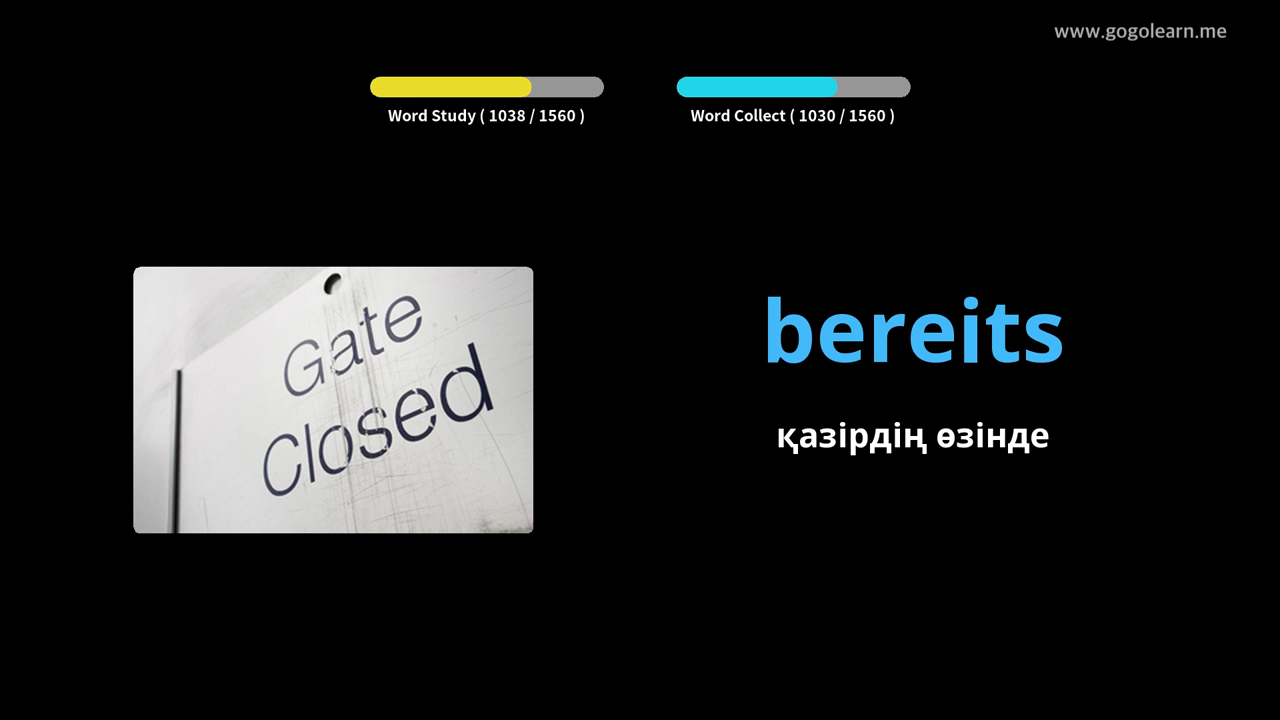 www.gogolearn.me
Word Study ( 1038 / 1560 )
Word Collect ( 1030 / 1560 )
Gate
Closed
bereits
қазірдің өзінде